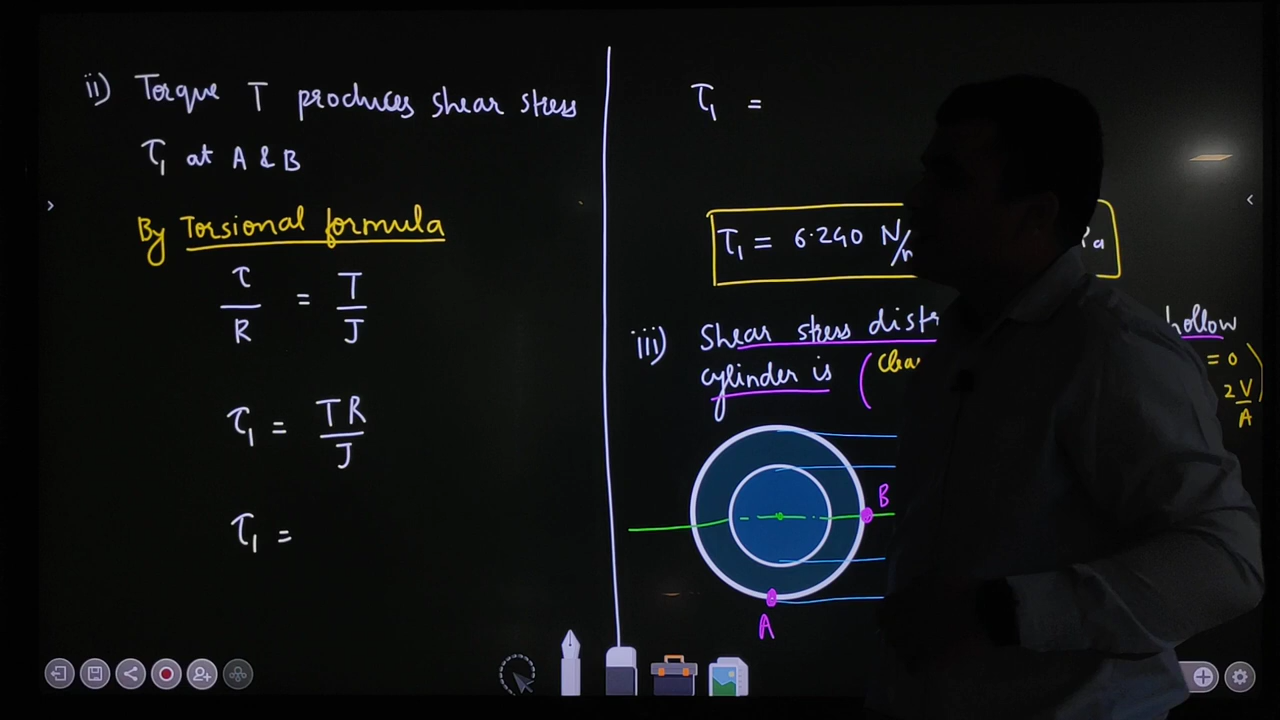 ii) Torque T produces shear stress
τ₁ at A & B
By Torsional formula
τ/R = T/J
τ₁ = TR/J
τ₁ =
τ₁ =
τ₁ = 6.240 N/
iii) Shear stress hollow
cylinder is ( = 0
2V/A )
B
A